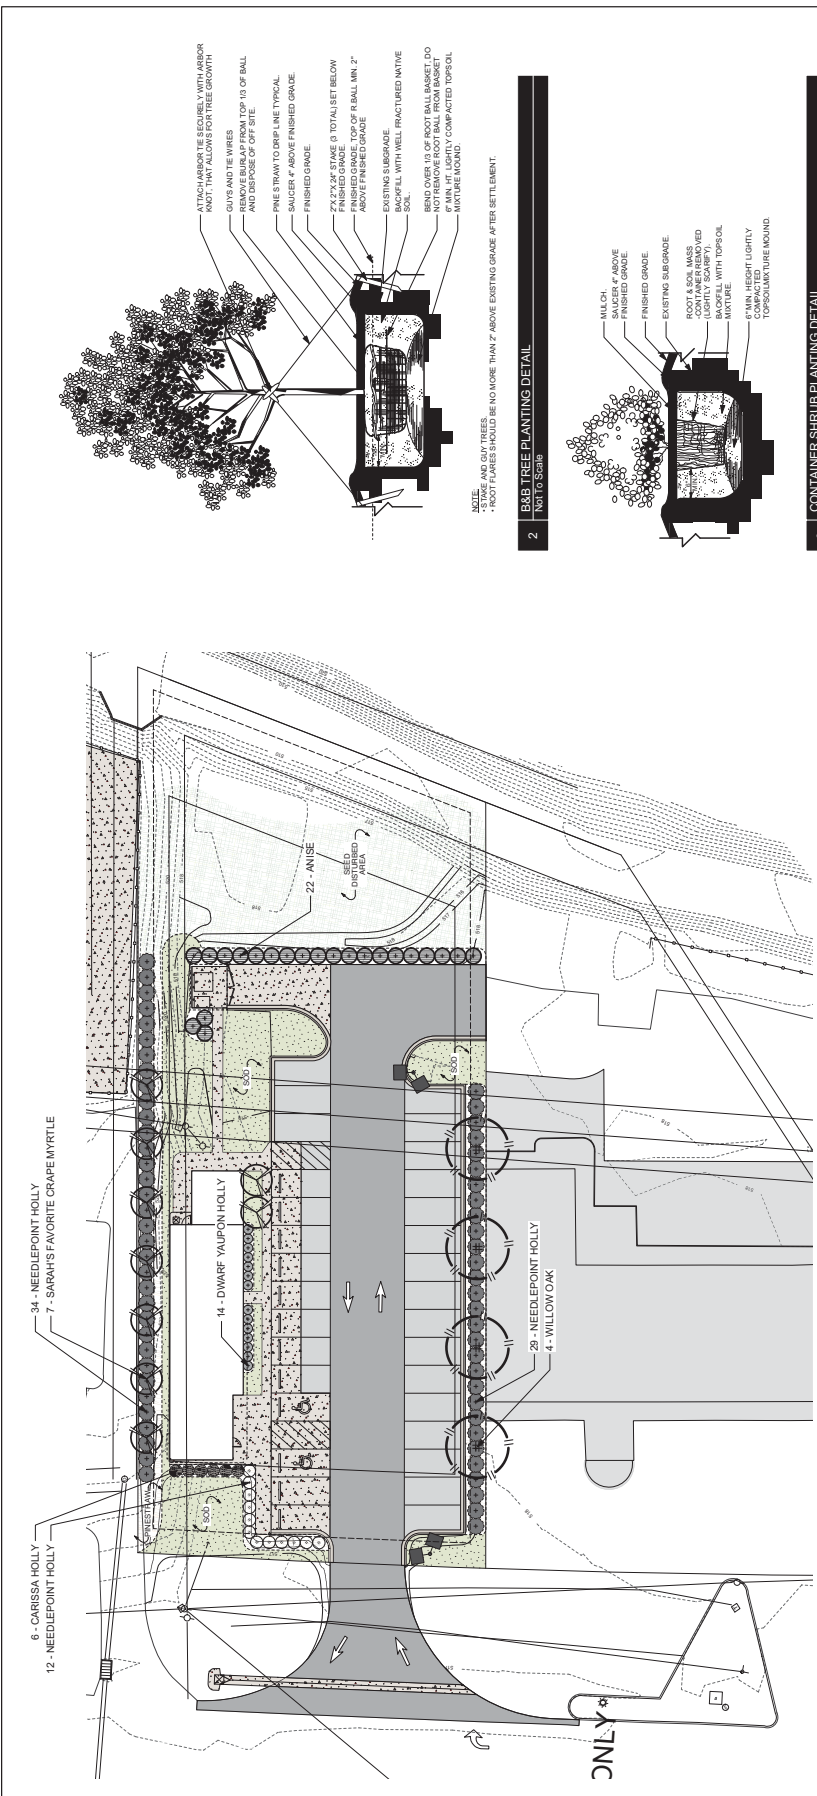 ATTACH ARBORTIE SECURELY WITH ARBOR
KNOT, THAT ALLOWS FOR TREE GROWTH
GUYS AND TIE WIRES
REMOVE BURLAP FROM TOP 1/3 OF BALL
AND DISPOSE OF OFF SITE.
PINE STRAW TO DRIP LINE TYPICAL.
SAUCER 4" ABOVE FINISHED GRADE.
FINISHED GRADE.
2"X 2"X 24" STAKE (3 TOTAL) SET BELOW
FINISHED GRADE.
FINISHED GRADE, TOP OF R.BALL MIN. 2"
ABOVE FINISHED GRADE
EXISTING SUBGRADE.
BACKFILL WITH WELL FRACTURED NATIVE
SOIL.
BEND OVER 1/3 OF ROOT BALL BASKET, DO
NOT REMOVE ROOT BALL FROM BASKET
6" MIN. HT. LIGHTLY COMPACTED TOPSOIL
MIXTURE MOUND.
NOTE:
• STAKE AND GUY TREES.
• ROOT FLARES SHOULD BE NO MORE THAN 2" ABOVE EXISTING GRADE AFTER SETTLEMENT.
2
B&B TREE PLANTING DETAIL
Not To Scale
MULCH.
SAUCER 4" ABOVE
FINISHED GRADE.
FINISHED GRADE.
EXISTING SUBGRADE.
ROOT & SOIL MASS
- CONTAINER REMOVED
(LIGHTLY SCARIFY).
BACKFILL WITH TOPSOIL
MIXTURE.
6" MIN. HEIGHT LIGHTLY
COMPACTED
TOPSOILMIXTURE MOUND.
MIN.
CONTAINER SHRUB PLANTING DETAIL
34 - NEEDLEPOINT HOLLY
7 - SARAH'S FAVORITE CRAPE MYRTLE
6 - CARISSA HOLLY
12 - NEEDLEPOINT HOLLY
22 - ANISE
SEED
DISTURBED
AREA
14 - DWARF YAUPON HOLLY
29 - NEEDLEPOINT HOLLY
4 - WILLOW OAK
SOD
SOD
SOD
PINESTRAW
ONLY